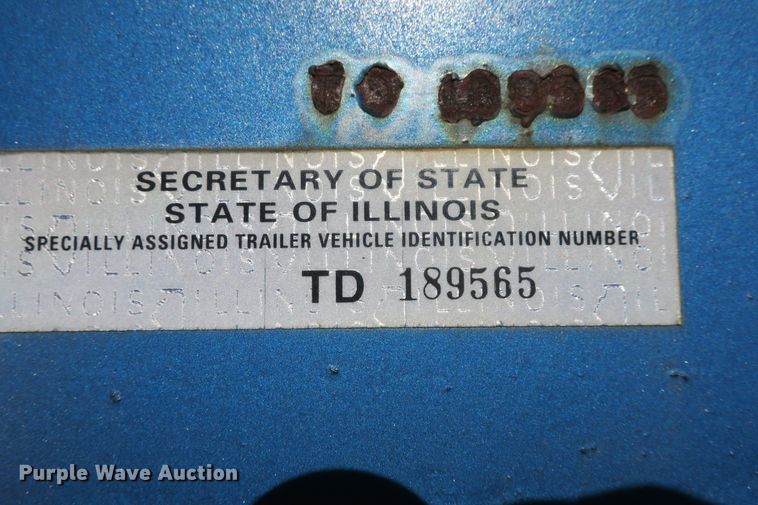 SECRETARY OF STATE
STATE OF ILLINOIS
SPECIALLY ASSIGNED TRAILER VEHICLE IDENTIFICATION NUMBER
TD 189565
Purple Wave Auction